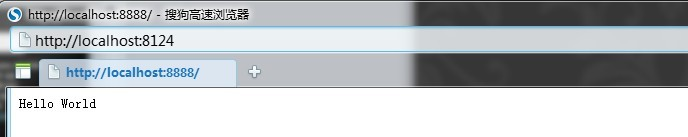 http://localhost:8888/ - 搜狗高速浏览器
http://localhost:8124
http://localhost:8888/
Hello World